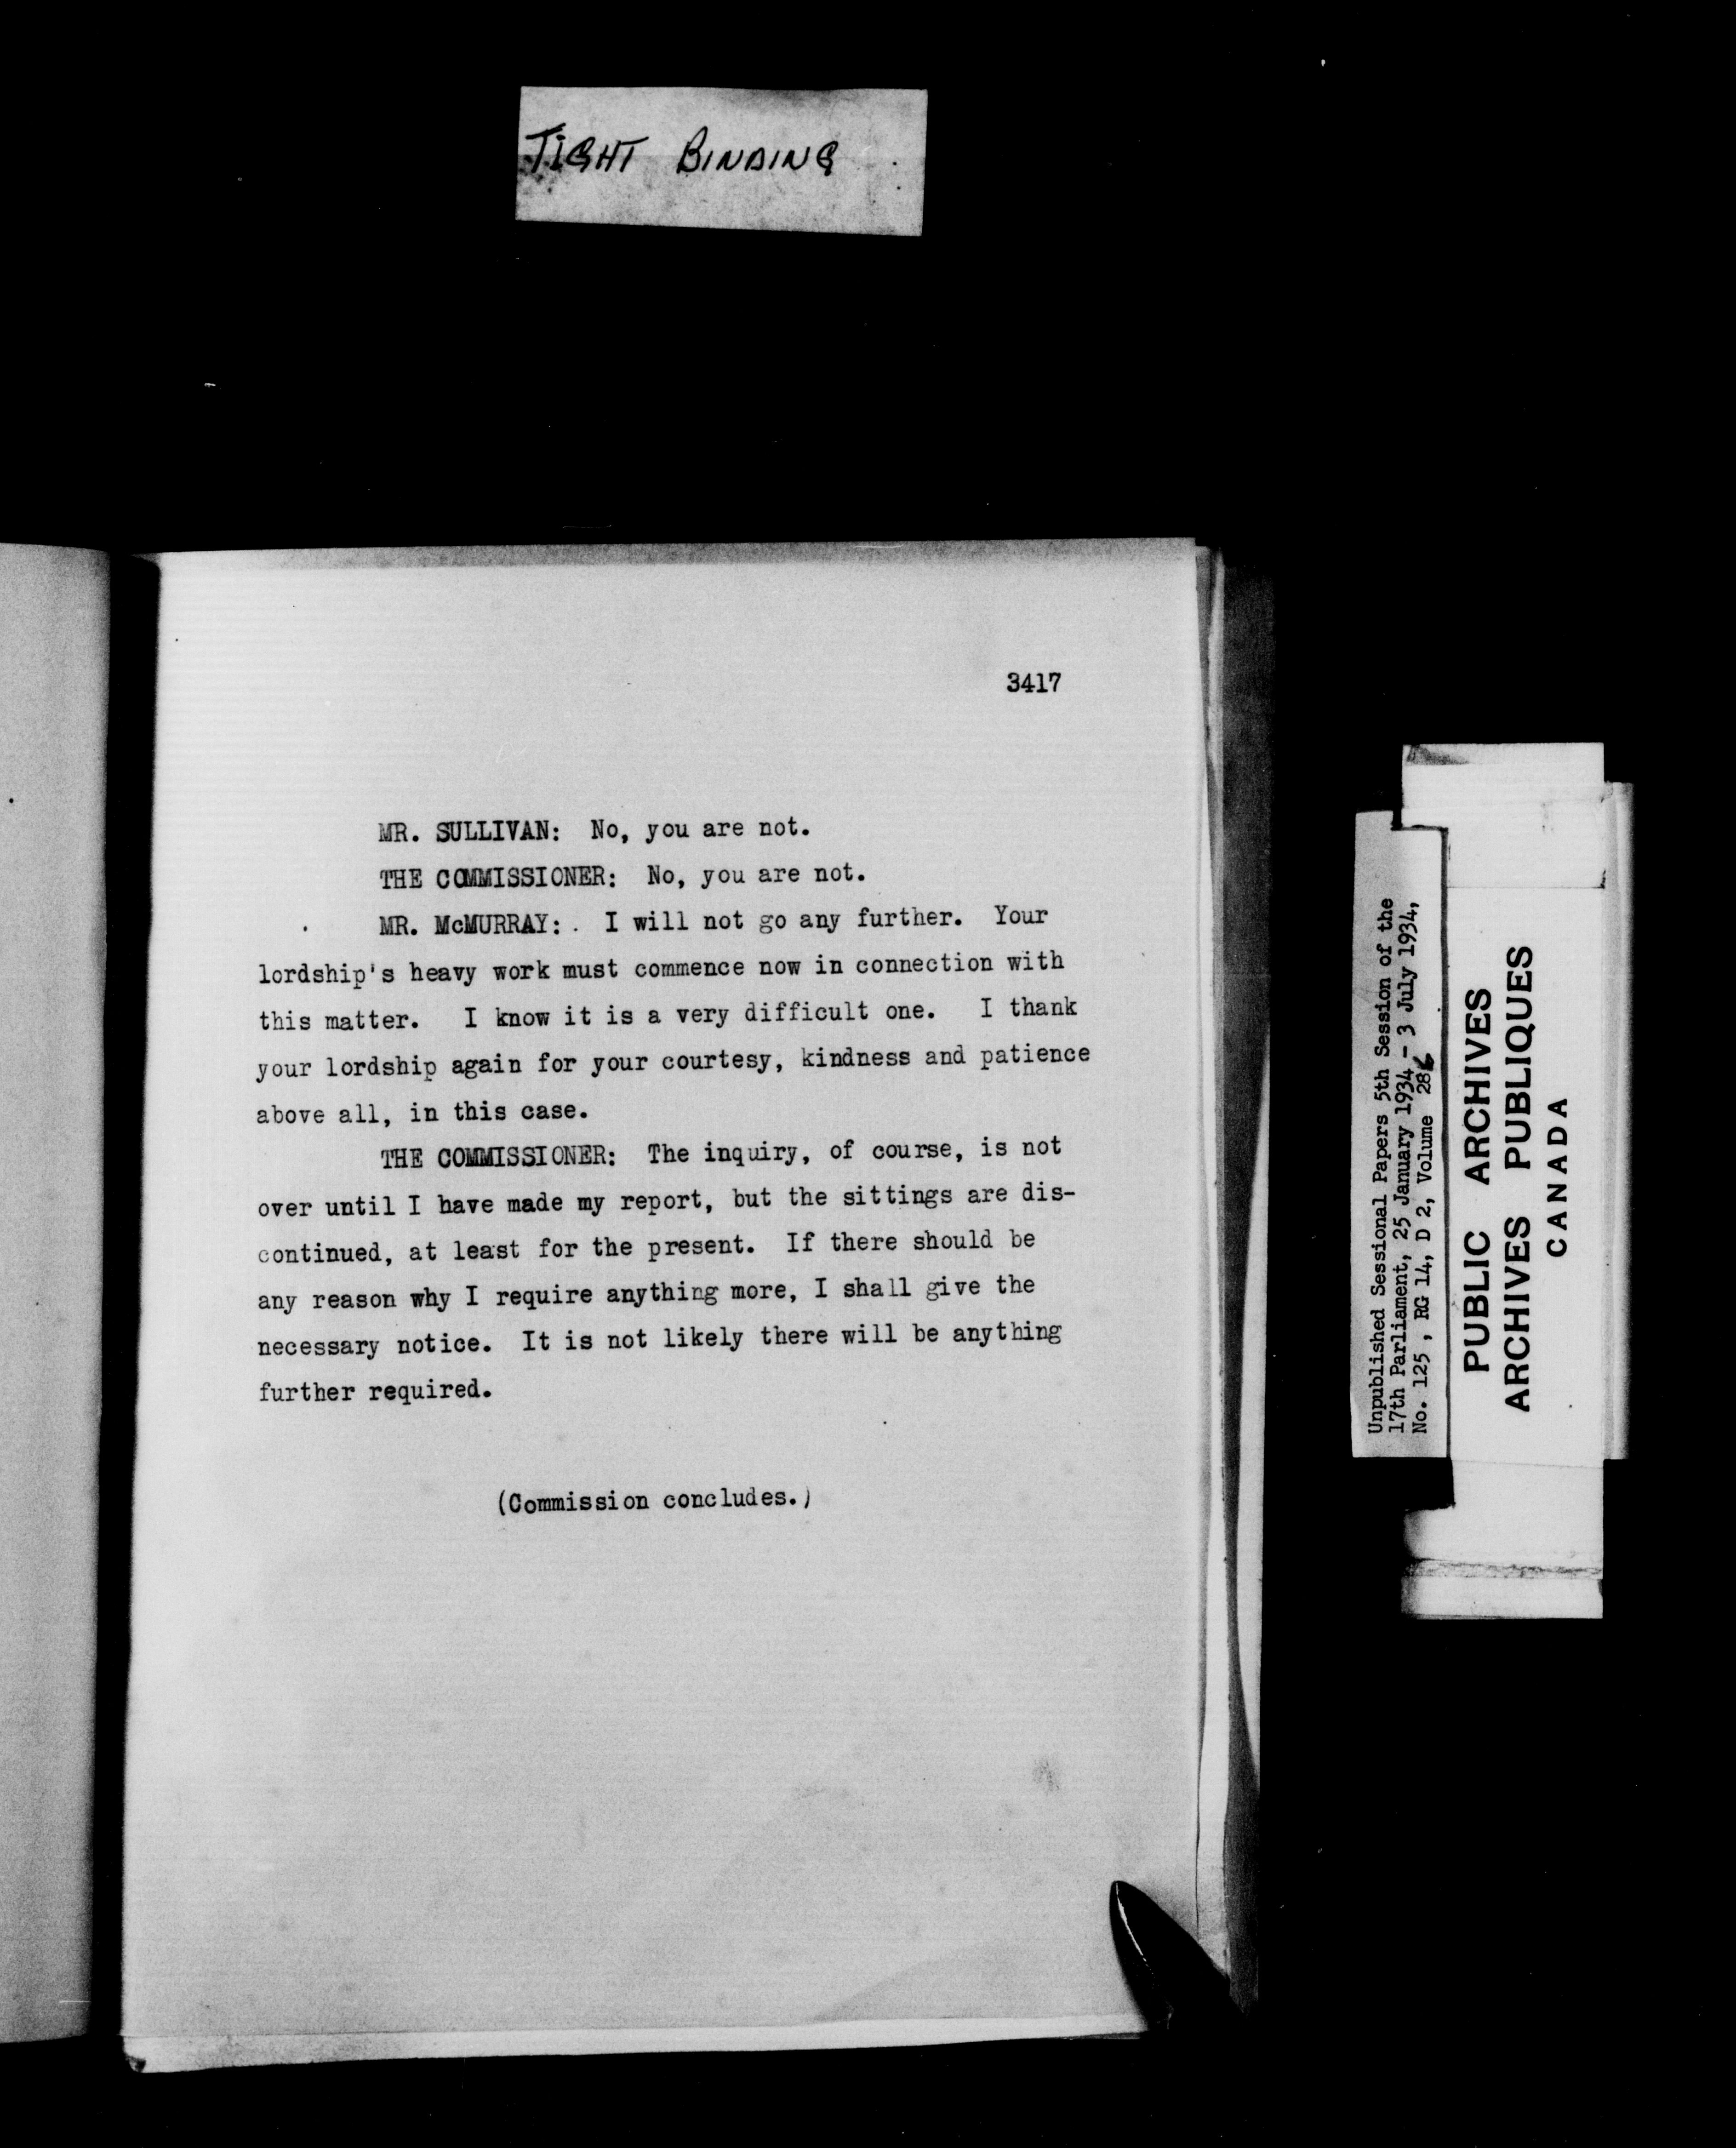 TIGHT BINDING
3417
MR. SULLIVAN: No, you are not.
THE COMMISSIONER: No, you are not.
MR. McMURRAY: . I will not go any further. Your
lordship's heavy work must commence now in connection with
this matter. I know it is a very difficult one. I thank
your lordship again for your courtesy, kindness and patience
above all, in this case.
THE COMMISSIONER: The inquiry, of course, is not
over until I have made my report, but the sittings are dis-
continued, at least for the present. If there should be
any reason why I require anything more, I shall give the
necessary notice. It is not likely there will be anything
further required.
(Commission concludes.)
Unpublished Sessional Papers 5th Session of the
17th Parliament, 25 January 1934 - 3 July 1934,
No. 125 , RG 14, D 2, Volume 28
PUBLIC ARCHIVES
ARCHIVES PUBLIQUES
CANADA